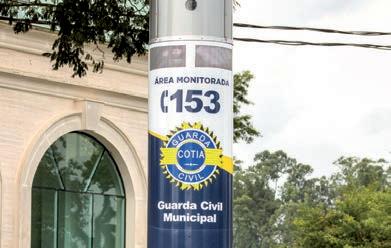 ÁREA MONITORADA
153
GUARDA
COTIA
CIVIL
Guarda Civil
Municipal